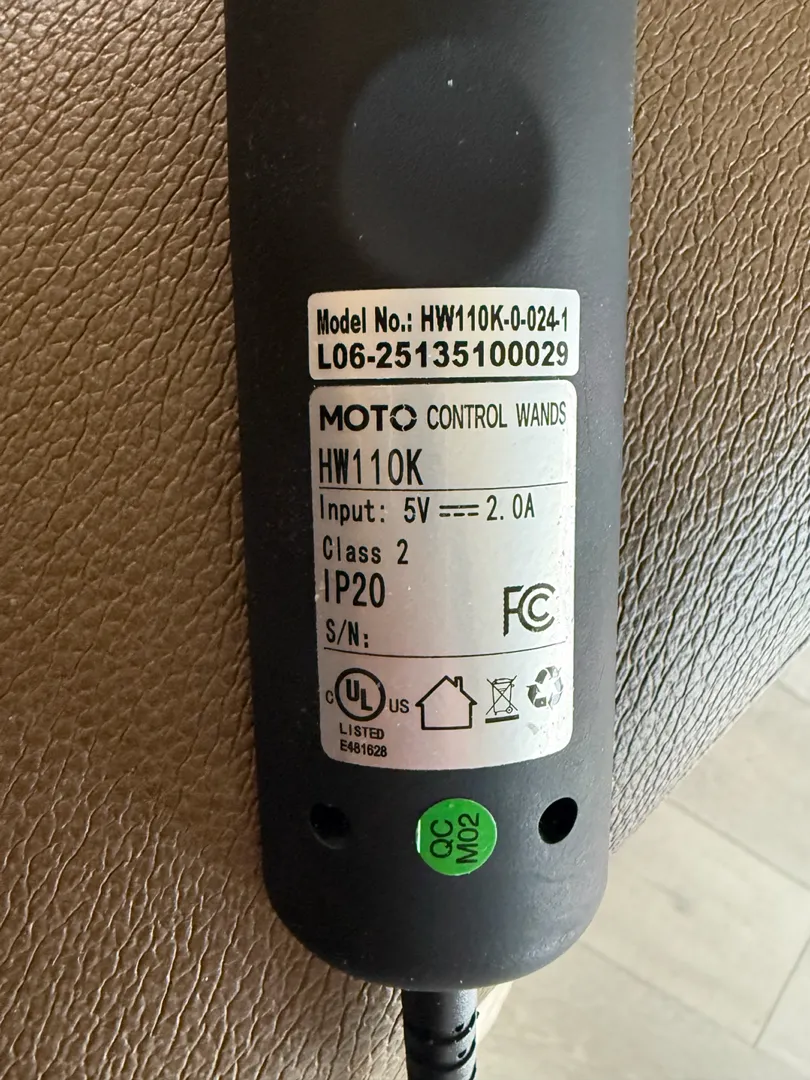 Model No.: HW110K-0-024-1
L06-25135100029
MOTO CONTROL WANDS
HW110K
Input: 5V⎓2.0A
Class 2
IP20
FC
S/N:
C UL US
LISTED
E481628
QC
M02